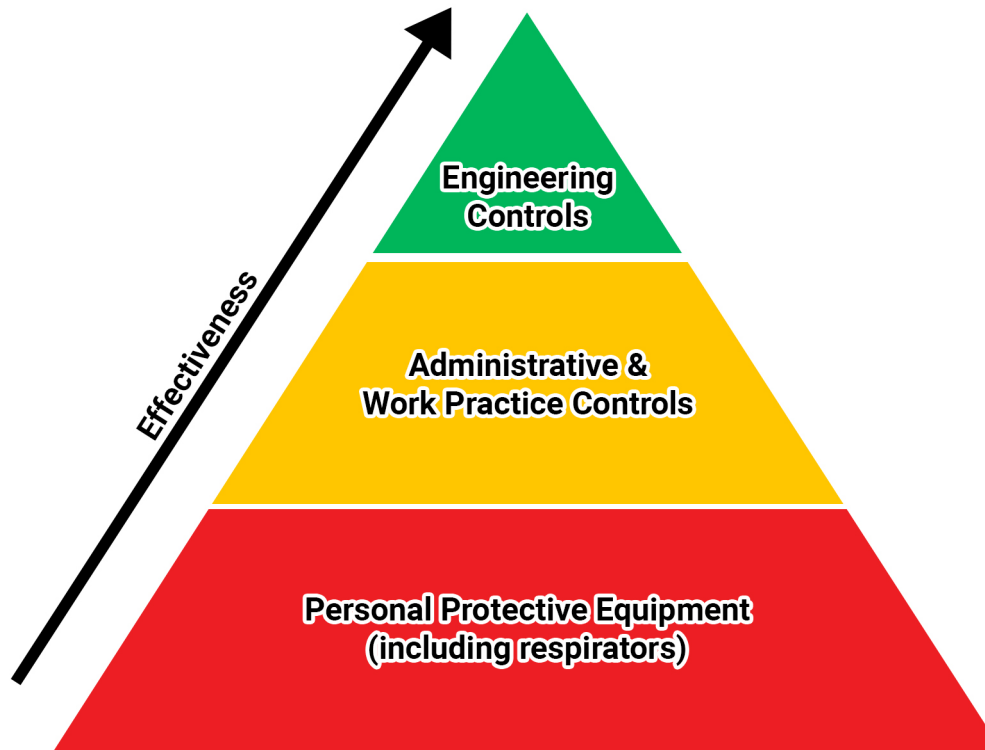 Engineering
Controls
Effectiveness
Administrative &
Work Practice Controls
Personal Protective Equipment
(including respirators)